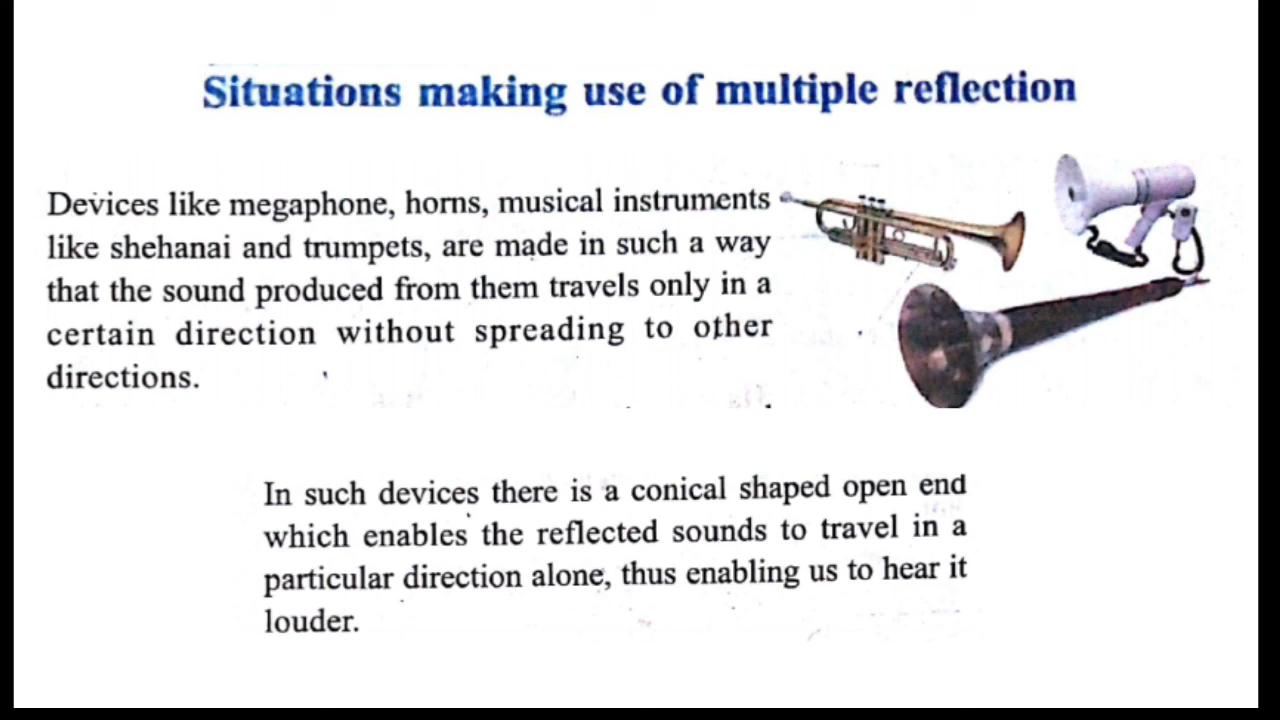 Situations making use of multiple reflection
Devices like megaphone, horns, musical instruments
like shehanai and trumpets, are made in such a way
that the sound produced from them travels only in a
certain direction without spreading to other
directions.
In such devices there is a conical shaped open end
which enables the reflected sounds to travel in a
particular direction alone, thus enabling us to hear it
louder.